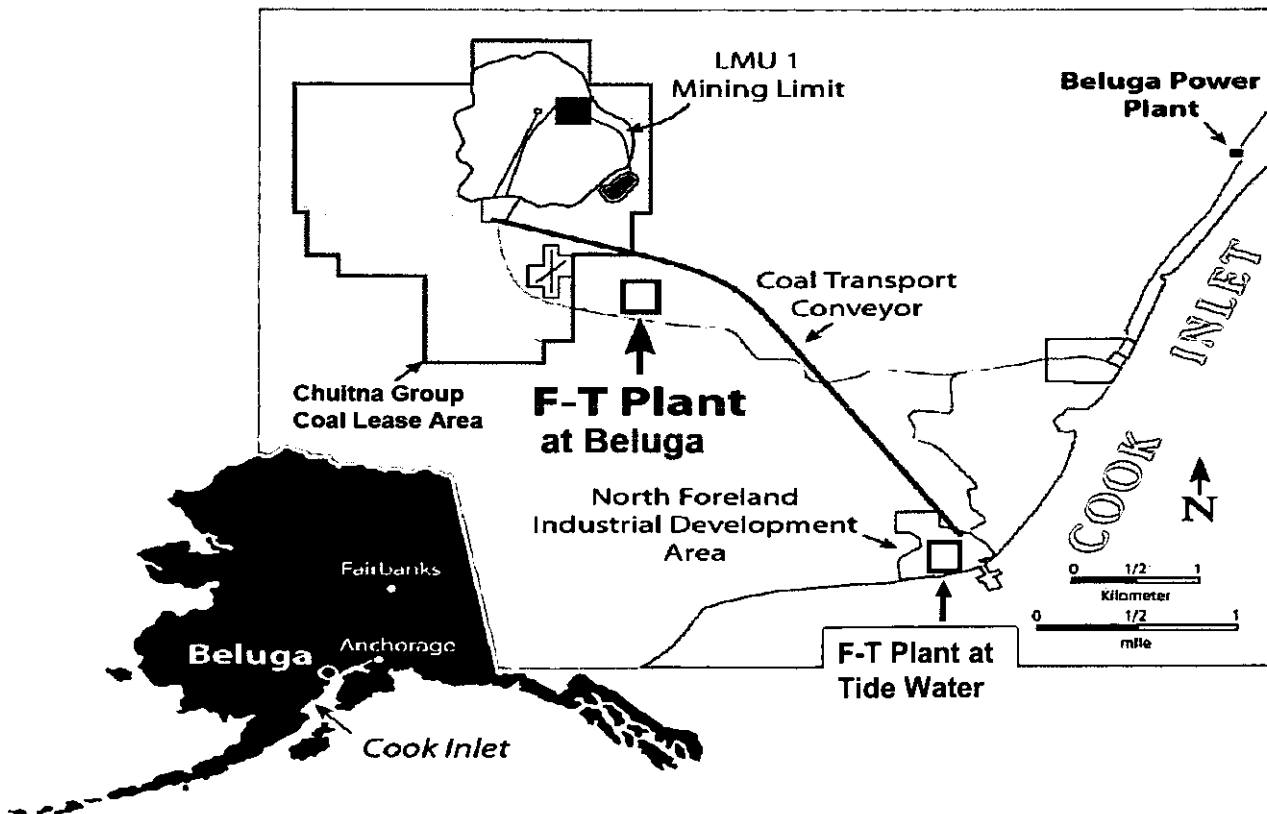 LMU 1
Mining Limit
Beluga Power
Plant
Coal Transport
Conveyor
Chuitna Group
Coal Lease Area
F-T Plant
at Beluga
COOK INLET
North Foreland
Industrial Development
Area
N
0 1/2 1
Kilometer
0 1/2 1
mile
F-T Plant at
Tide Water
Fairbanks
Anchorage
Beluga
Cook Inlet